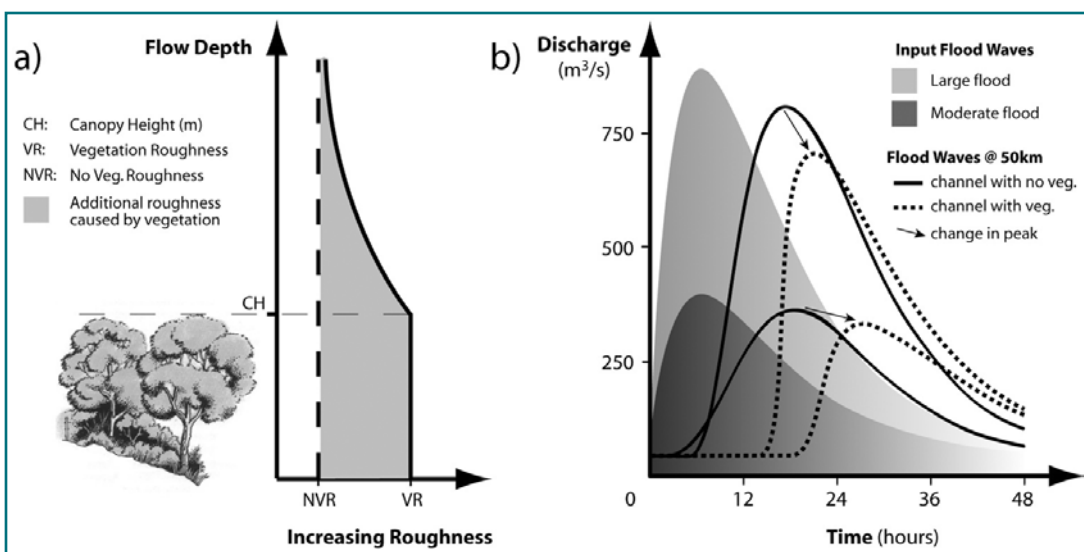 a)
Flow Depth
CH: Canopy Height (m)
VR: Vegetation Roughness
NVR: No Veg. Roughness
Additional roughness
caused by vegetation
CH
NVR
VR
Increasing Roughness
b)
Discharge
(m³/s)
750
500
250
0
12
24
36
48
Time (hours)
Input Flood Waves
Large flood
Moderate flood
Flood Waves @ 50km
channel with no veg.
channel with veg.
change in peak